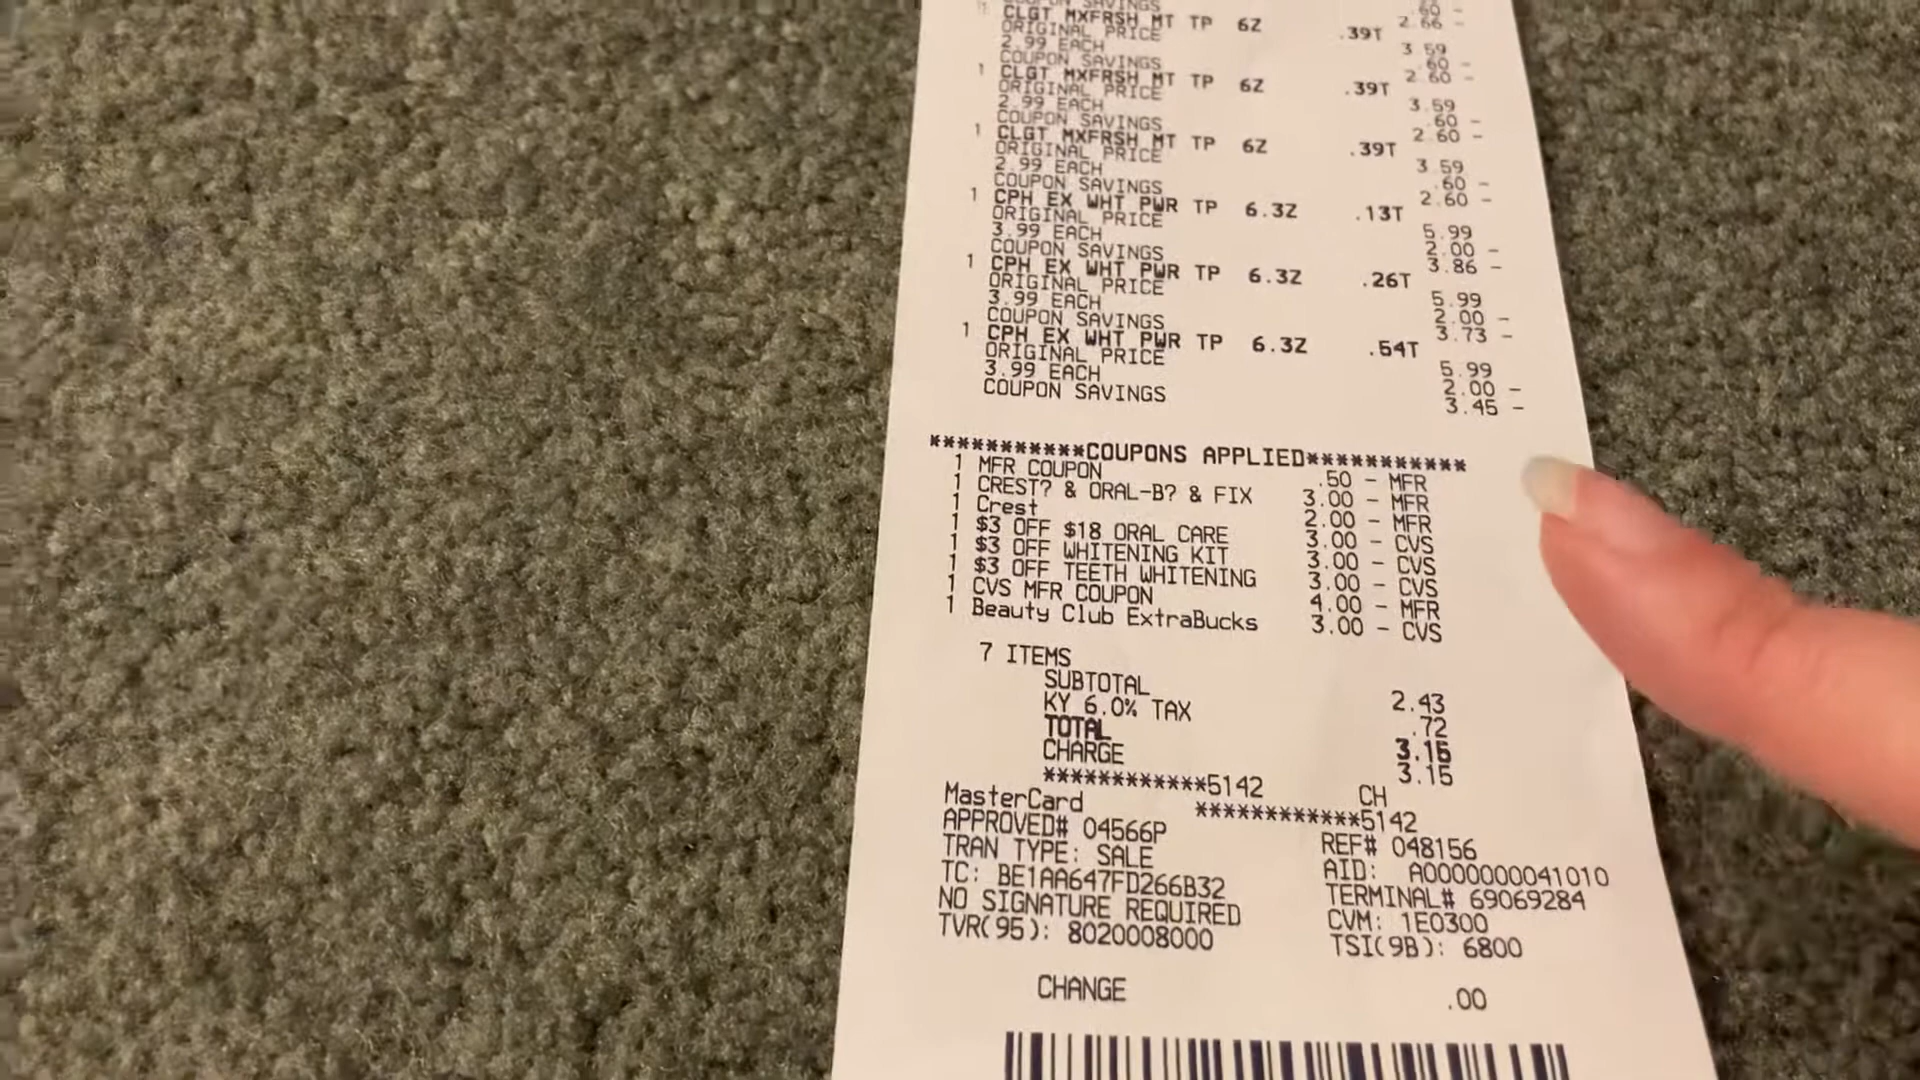 COUPON SAVINGS 2.66 -
1 CLGT MXFRSH MT TP 6Z .39T
ORIGINAL PRICE 3.59
2.99 EACH .60 -
COUPON SAVINGS 2.60 -
1 CLGT MXFRSH MT TP 6Z .39T
ORIGINAL PRICE 3.59
2.99 EACH .60 -
COUPON SAVINGS 2.60 -
1 CLGT MXFRSH MT TP 6Z .39T
ORIGINAL PRICE 3.59
2.99 EACH .60 -
COUPON SAVINGS 2.60 -
1 CPH EX WHT PWR TP 6.3Z .13T
ORIGINAL PRICE 5.99
3.99 EACH 2.00 -
COUPON SAVINGS 3.86 -
1 CPH EX WHT PWR TP 6.3Z .26T
ORIGINAL PRICE 5.99
3.99 EACH 2.00 -
COUPON SAVINGS 3.73 -
1 CPH EX WHT PWR TP 6.3Z .54T
ORIGINAL PRICE 5.99
3.99 EACH 2.00 -
COUPON SAVINGS 3.45 -
***********COUPONS APPLIED***********
1 MFR COUPON .50 - MFR
1 CREST? & ORAL-B? & FIX 3.00 - MFR
1 Crest 2.00 - MFR
1 $3 OFF $18 ORAL CARE 3.00 - CVS
1 $3 OFF WHITENING KIT 3.00 - CVS
1 $3 OFF TEETH WHITENING 3.00 - CVS
1 CVS MFR COUPON 4.00 - MFR
1 Beauty Club ExtraBucks 3.00 - CVS
7 ITEMS
SUBTOTAL 2.43
KY 6.0% TAX .72
TOTAL 3.15
CHARGE 3.15
************5142 CH
MasterCard ************5142
APPROVED# 04566P REF# 048156
TRAN TYPE: SALE AID: A0000000041010
TC: BE1AA647FD266B32 TERMINAL# 69069284
NO SIGNATURE REQUIRED CVM: 1E0300
TVR(95): 8020008000 TSI(9B): 6800
CHANGE .00